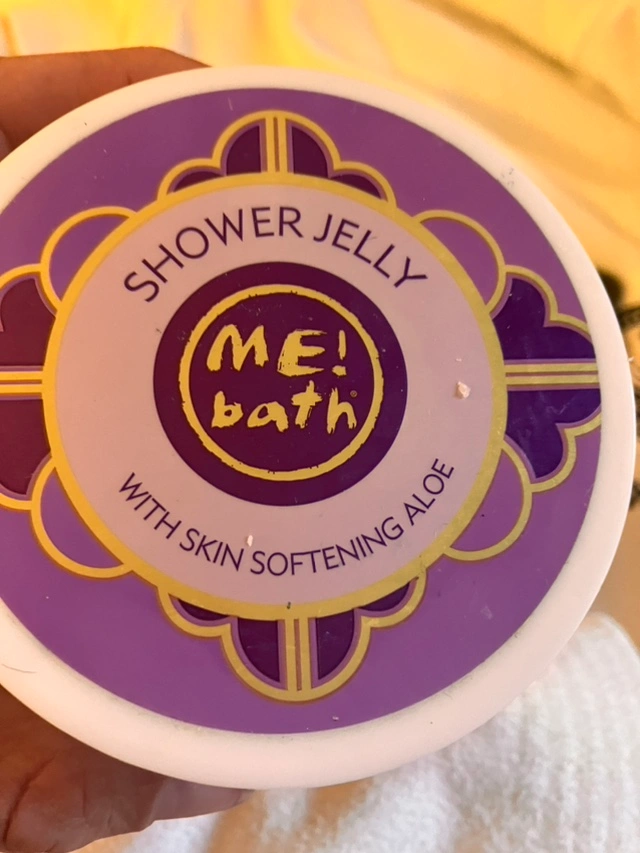 SHOWER JELLY
ME!
bath®
WITH SKIN SOFTENING ALOE